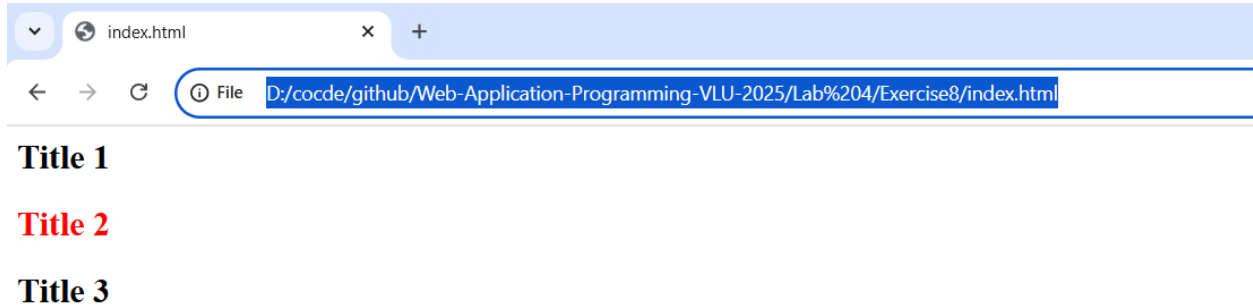 index.html
File D:/cocde/github/Web-Application-Programming-VLU-2025/Lab%204/Exercise8/index.html
Title 1
Title 2
Title 3